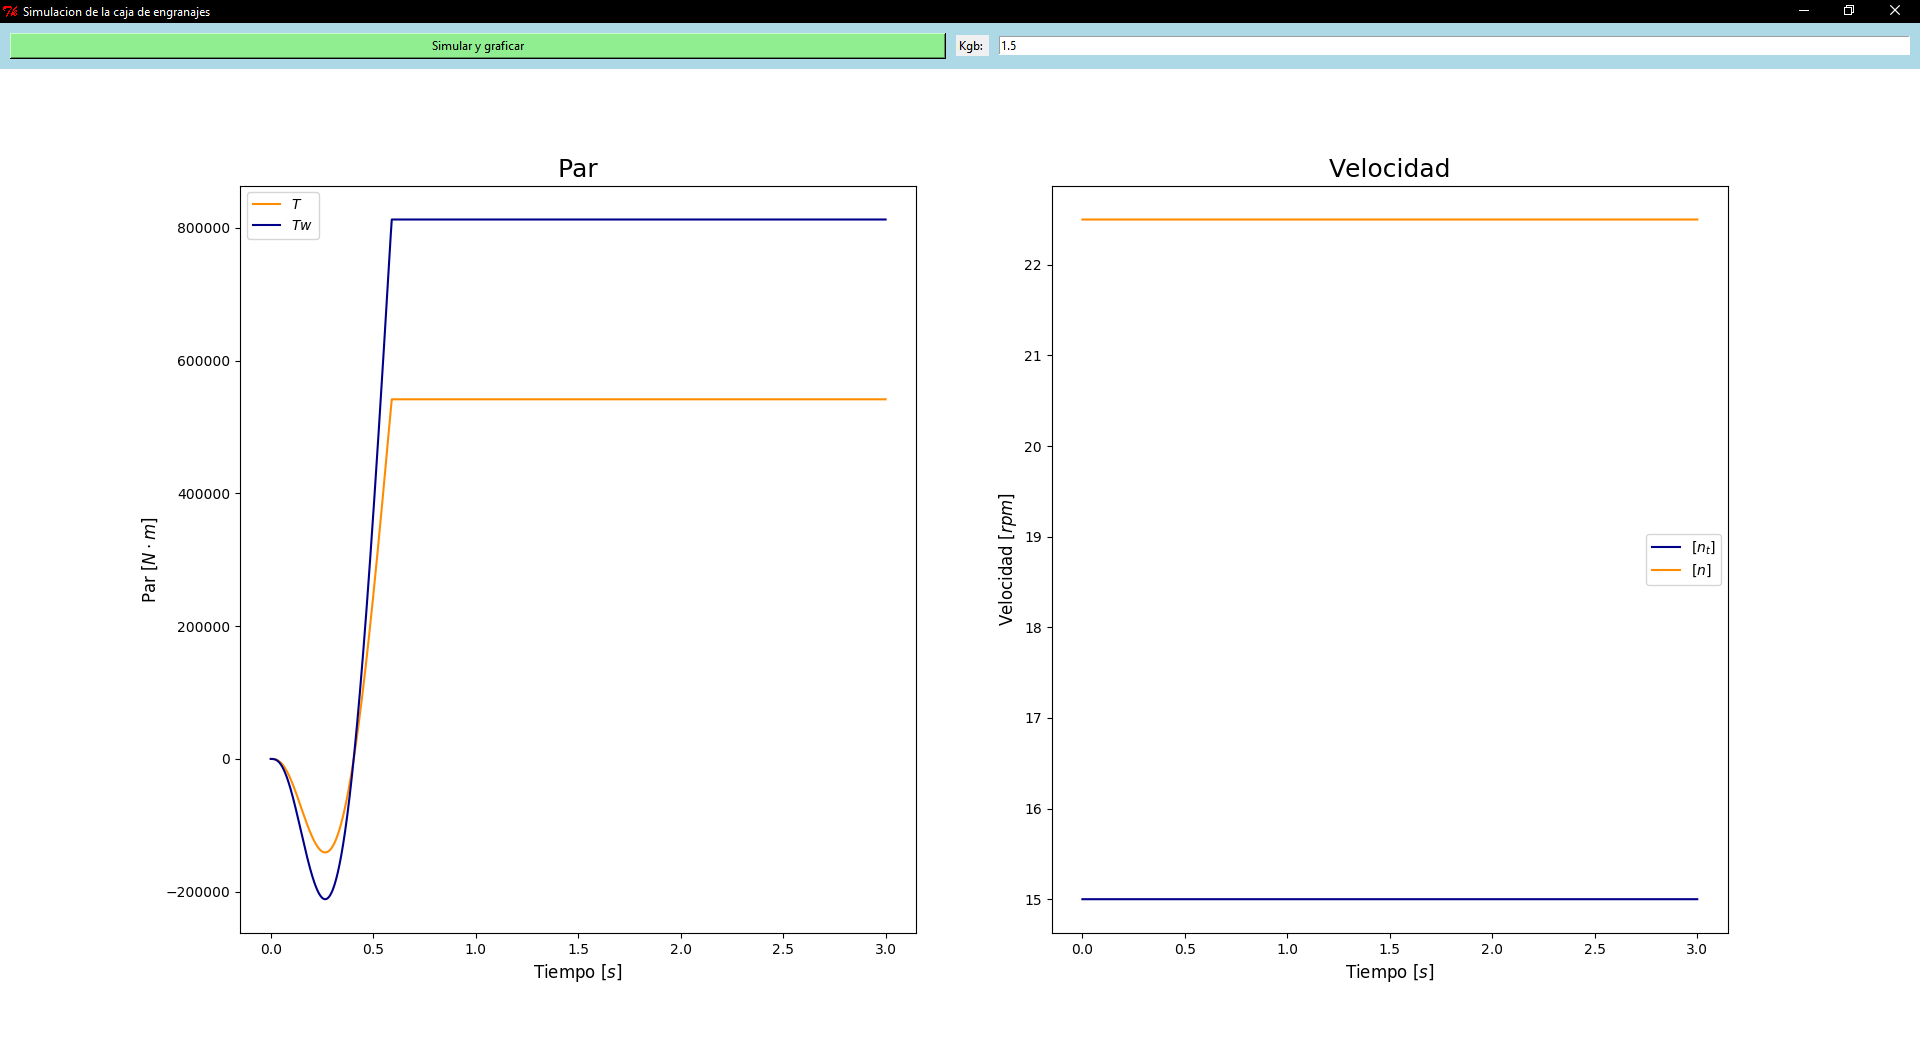 Simulacion de la caja de engranajes
Simular y graficar
Kgb:
1.5
Par
T
Tw
800000
600000
400000
200000
0
−200000
Par [N · m]
0.0 0.5 1.0 1.5 2.0 2.5 3.0
Tiempo [s]
Velocidad
22
21
20
19
18
17
16
15
Velocidad [rpm]
[nₜ]
[n]
0.0 0.5 1.0 1.5 2.0 2.5 3.0
Tiempo [s]